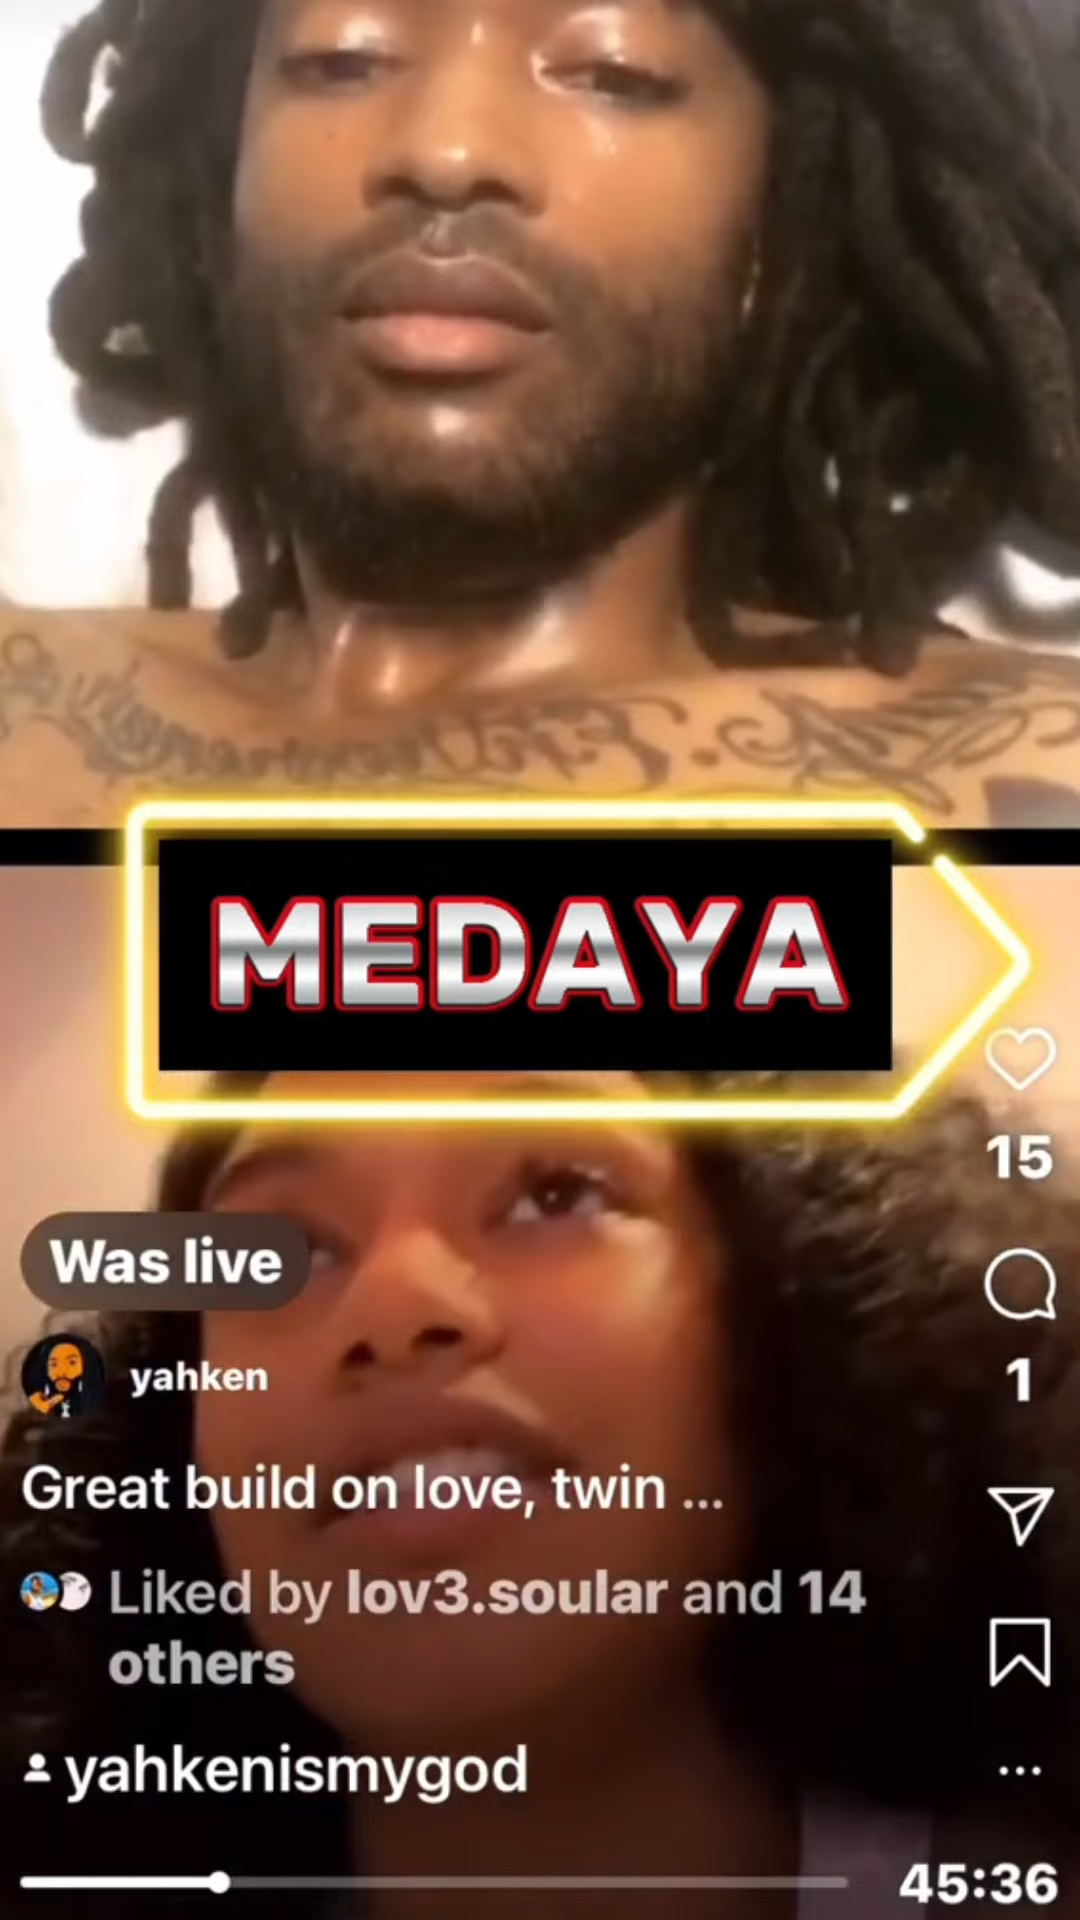 MEDAYA
15
Was live
yahken
1
Great build on love, twin ...
Liked by lov3.soular and 14
others
yahkenismygod
45:36